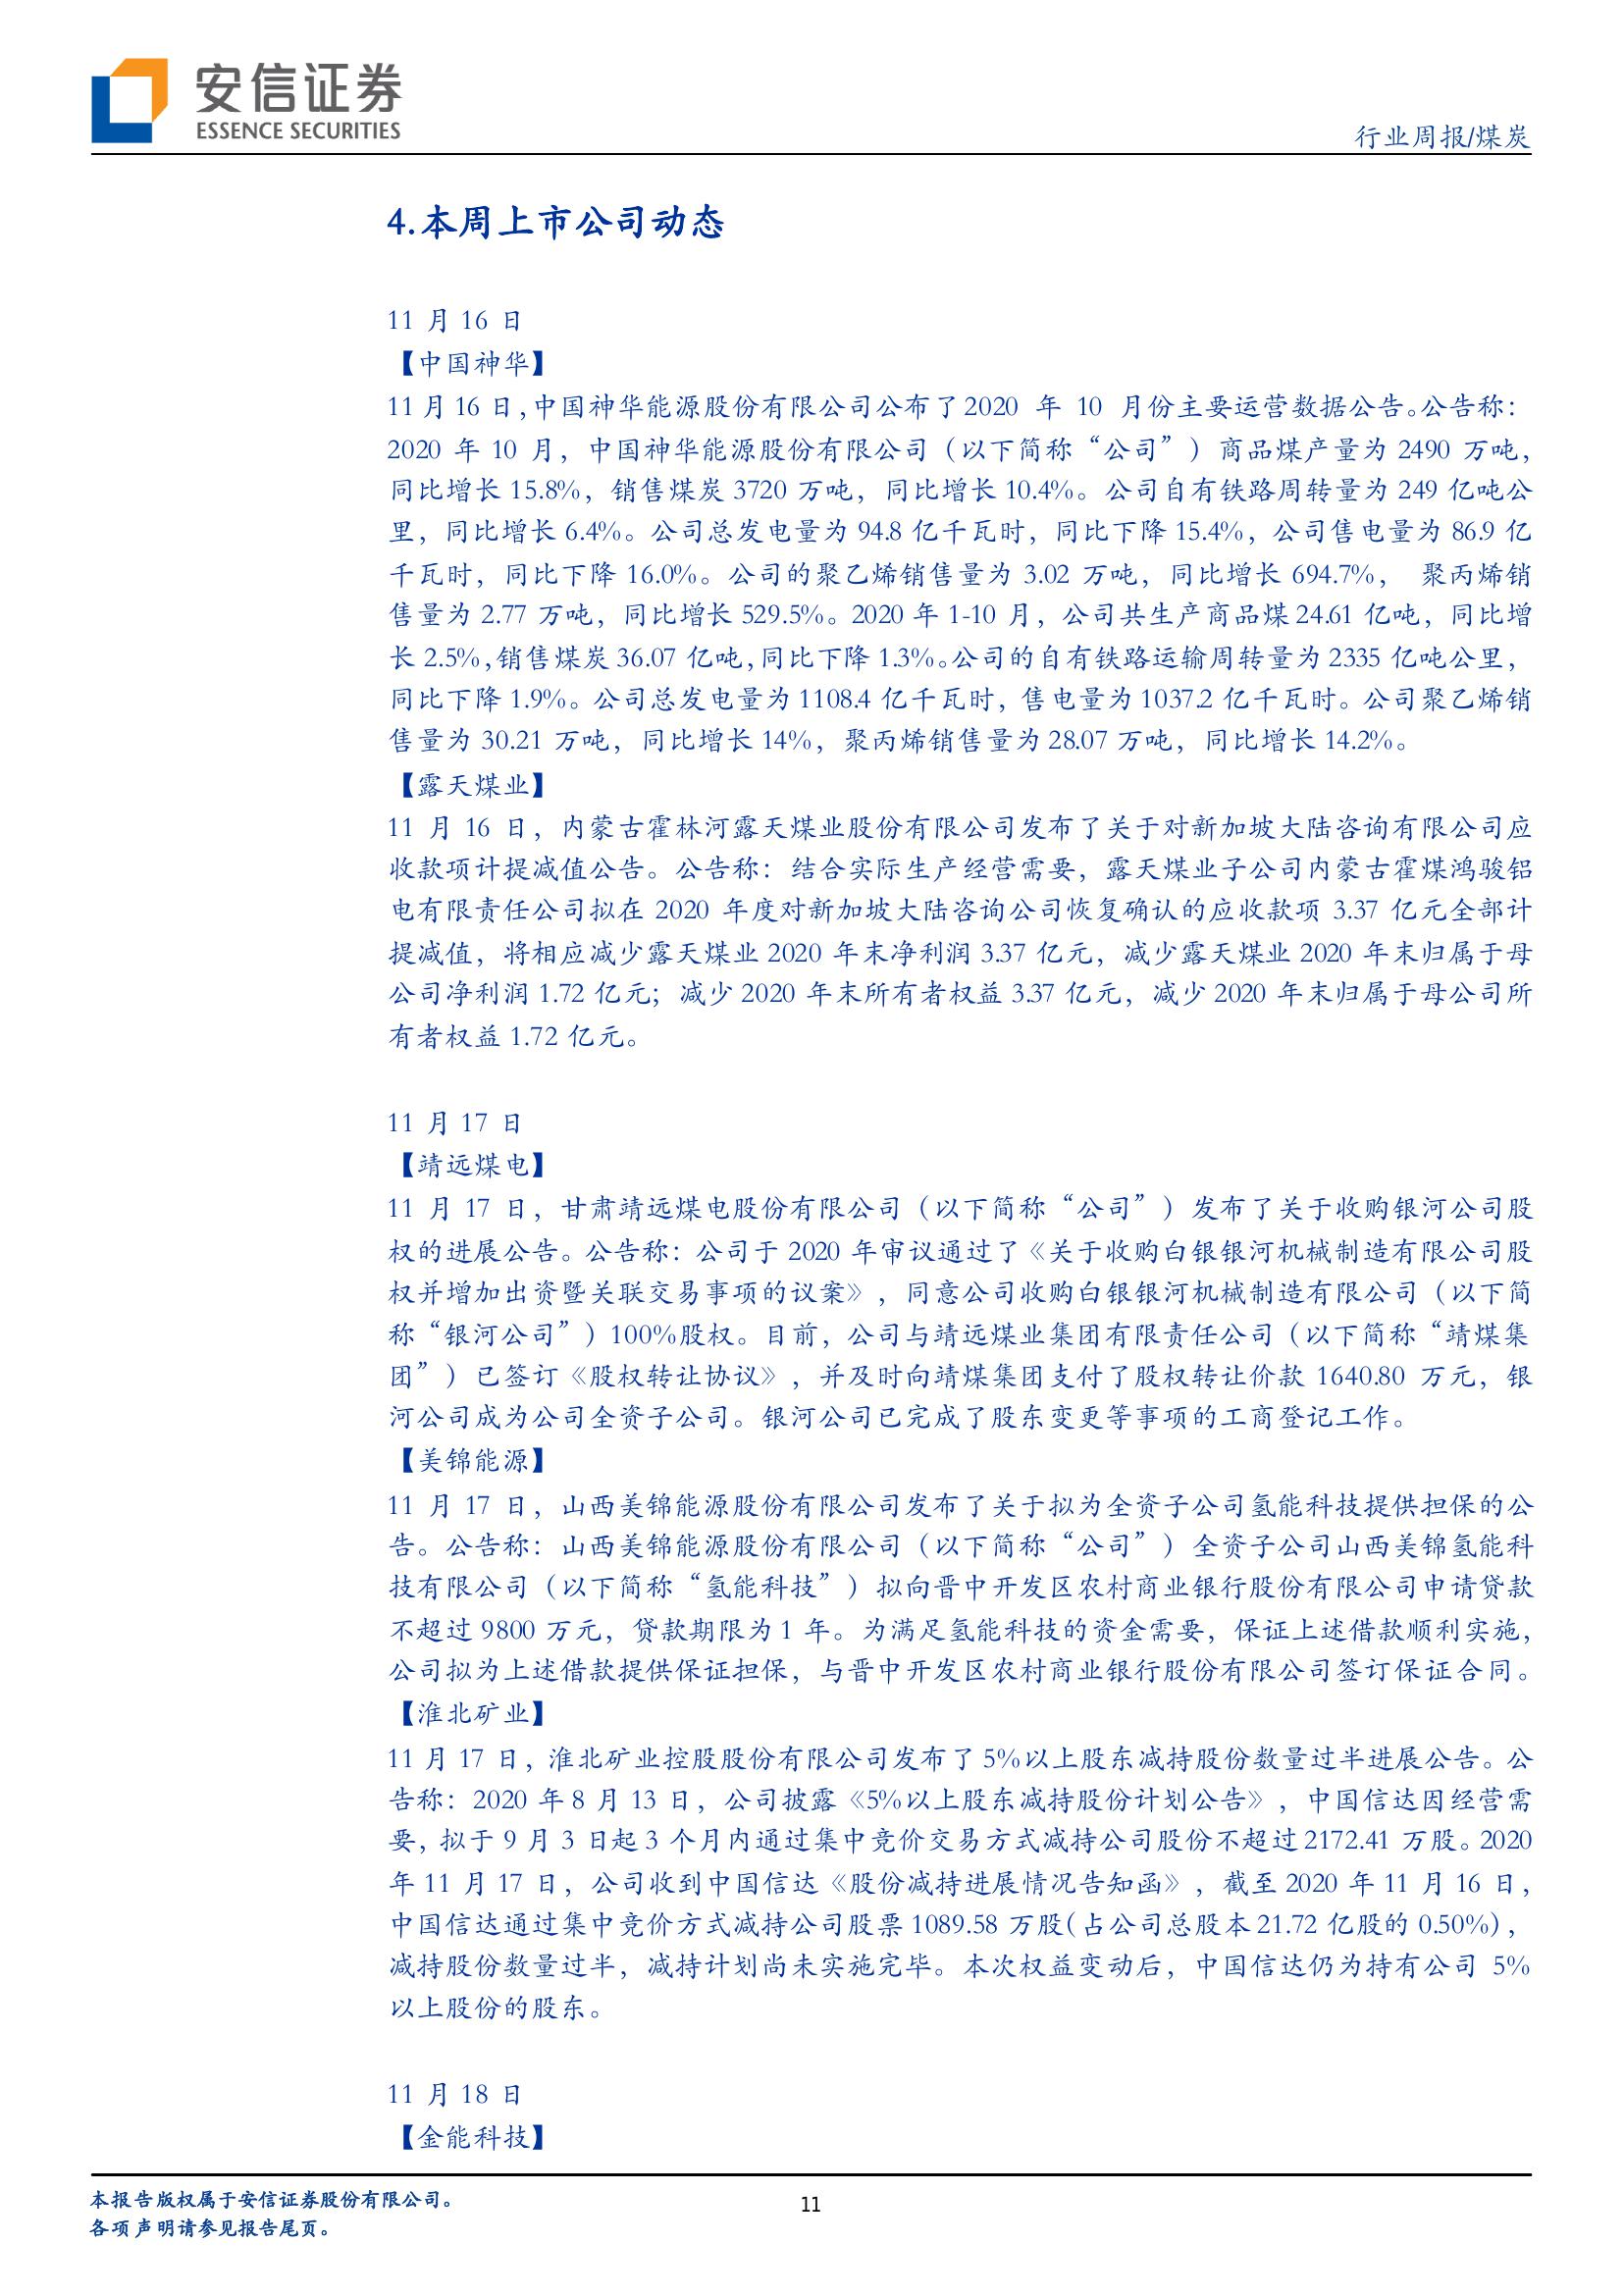 安信证券
ESSENCE SECURITIES
行业周报/煤炭
4.本周上市公司动态
11 月 16 日
【中国神华】
11 月 16 日,中国神华能源股份有限公司公布了 2020 年 10 月份主要运营数据公告。公告称：
2020 年 10 月，中国神华能源股份有限公司（以下简称“公司”）商品煤产量为 2490 万吨，
同比增长 15.8%，销售煤炭 3720 万吨，同比增长 10.4%。公司自有铁路周转量为 249 亿吨公
里，同比增长 6.4%。公司总发电量为 94.8 亿千瓦时，同比下降 15.4%，公司售电量为 86.9 亿
千瓦时，同比下降 16.0%。公司的聚乙烯销售量为 3.02 万吨，同比增长 694.7%， 聚丙烯销
售量为 2.77 万吨，同比增长 529.5%。2020 年 1-10 月，公司共生产商品煤 24.61 亿吨，同比增
长 2.5%,销售煤炭 36.07 亿吨,同比下降 1.3%。公司的自有铁路运输周转量为 2335 亿吨公里，
同比下降 1.9%。公司总发电量为 1108.4 亿千瓦时，售电量为 1037.2 亿千瓦时。公司聚乙烯销
售量为 30.21 万吨，同比增长 14%，聚丙烯销售量为 28.07 万吨，同比增长 14.2%。
【露天煤业】
11 月 16 日，内蒙古霍林河露天煤业股份有限公司发布了关于对新加坡大陆咨询有限公司应
收款项计提减值公告。公告称：结合实际生产经营需要，露天煤业子公司内蒙古霍煤鸿骏铝
电有限责任公司拟在 2020 年度对新加坡大陆咨询公司恢复确认的应收款项 3.37 亿元全部计
提减值，将相应减少露天煤业 2020 年末净利润 3.37 亿元，减少露天煤业 2020 年末归属于母
公司净利润 1.72 亿元；减少 2020 年末所有者权益 3.37 亿元，减少 2020 年末归属于母公司所
有者权益 1.72 亿元。
11 月 17 日
【靖远煤电】
11 月 17 日，甘肃靖远煤电股份有限公司（以下简称“公司”）发布了关于收购银河公司股
权的进展公告。公告称：公司于 2020 年审议通过了《关于收购白银银河机械制造有限公司股
权并增加出资暨关联交易事项的议案》，同意公司收购白银银河机械制造有限公司（以下简
称“银河公司”）100%股权。目前，公司与靖远煤业集团有限责任公司（以下简称“靖煤集
团”）已签订《股权转让协议》，并及时向靖煤集团支付了股权转让价款 1640.80 万元，银
河公司成为公司全资子公司。银河公司已完成了股东变更等事项的工商登记工作。
【美锦能源】
11 月 17 日，山西美锦能源股份有限公司发布了关于拟为全资子公司氢能科技提供担保的公
告。公告称：山西美锦能源股份有限公司（以下简称“公司”）全资子公司山西美锦氢能科
技有限公司（以下简称“氢能科技”）拟向晋中开发区农村商业银行股份有限公司申请贷款
不超过 9800 万元，贷款期限为 1 年。为满足氢能科技的资金需要，保证上述借款顺利实施，
公司拟为上述借款提供保证担保，与晋中开发区农村商业银行股份有限公司签订保证合同。
【淮北矿业】
11 月 17 日，淮北矿业控股股份有限公司发布了 5%以上股东减持股份数量过半进展公告。公
告称：2020 年 8 月 13 日，公司披露《5%以上股东减持股份计划公告》，中国信达因经营需
要，拟于 9 月 3 日起 3 个月内通过集中竞价交易方式减持公司股份不超过 2172.41 万股。2020
年 11 月 17 日，公司收到中国信达《股份减持进展情况告知函》，截至 2020 年 11 月 16 日，
中国信达通过集中竞价方式减持公司股票 1089.58 万股(占公司总股本 21.72 亿股的 0.50%)，
减持股份数量过半，减持计划尚未实施完毕。本次权益变动后，中国信达仍为持有公司 5%
以上股份的股东。
11 月 18 日
【金能科技】
本报告版权属于安信证券股份有限公司。
各项声明请参见报告尾页。
11